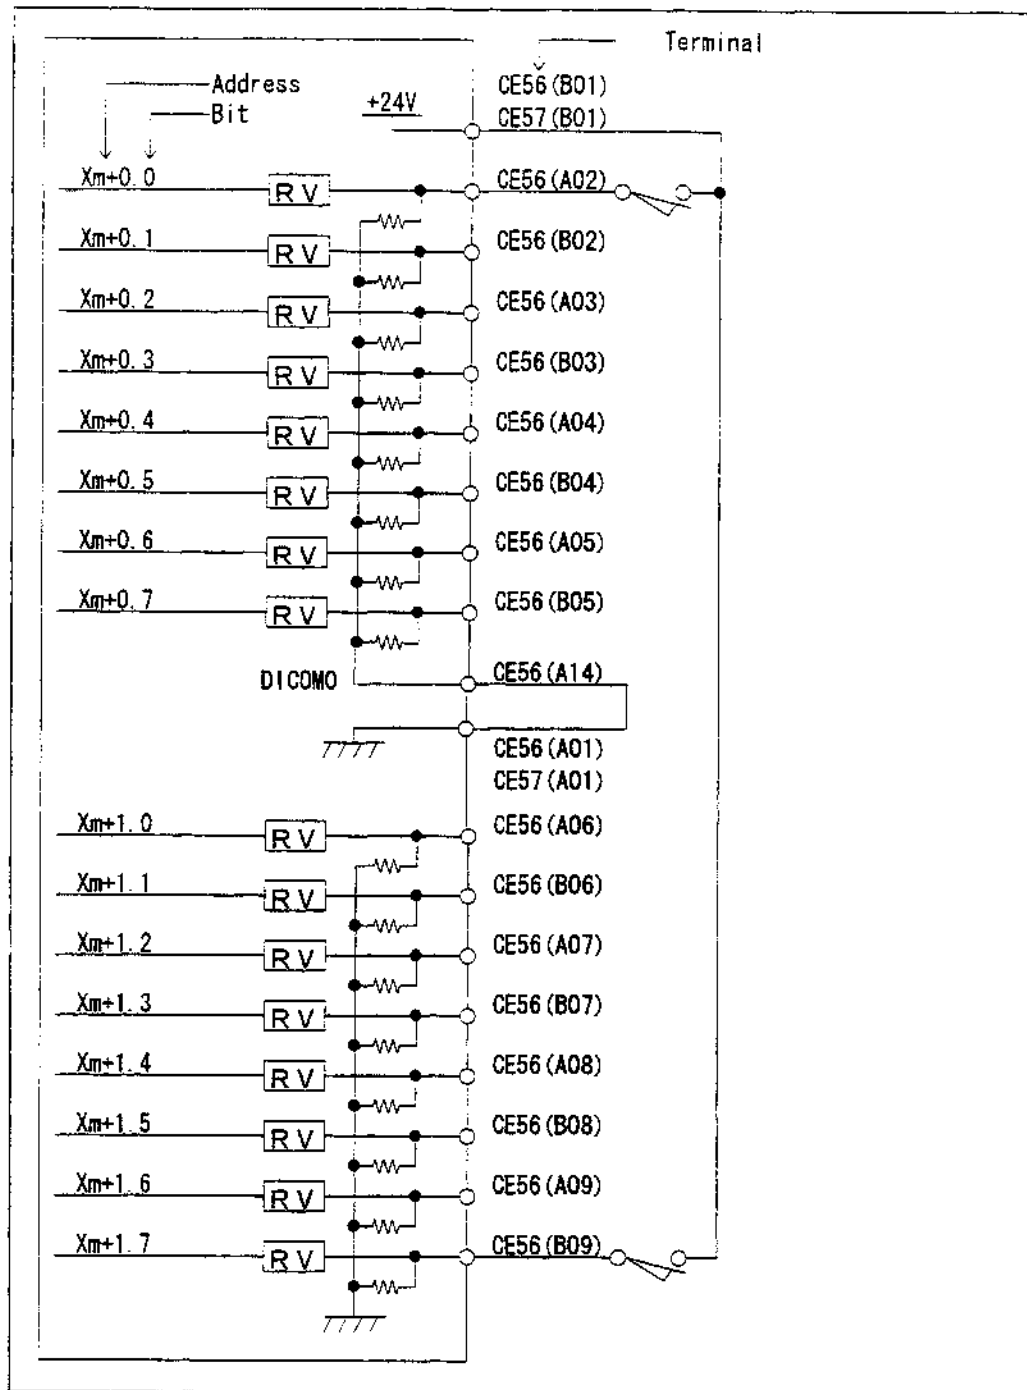 Terminal
Address
CE56(B01)
Bit
+24V
CE57(B01)
Xm+0.0
RV
CE56(A02)
Xm+0.1
RV
CE56(B02)
Xm+0.2
RV
CE56(A03)
Xm+0.3
RV
CE56(B03)
Xm+0.4
RV
CE56(A04)
Xm+0.5
RV
CE56(B04)
Xm+0.6
RV
CE56(A05)
Xm+0.7
RV
CE56(B05)
DICOM0
CE56(A14)
CE56(A01)
CE57(A01)
Xm+1.0
RV
CE56(A06)
Xm+1.1
RV
CE56(B06)
Xm+1.2
RV
CE56(A07)
Xm+1.3
RV
CE56(B07)
Xm+1.4
RV
CE56(A08)
Xm+1.5
RV
CE56(B08)
Xm+1.6
RV
CE56(A09)
Xm+1.7
RV
CE56(B09)